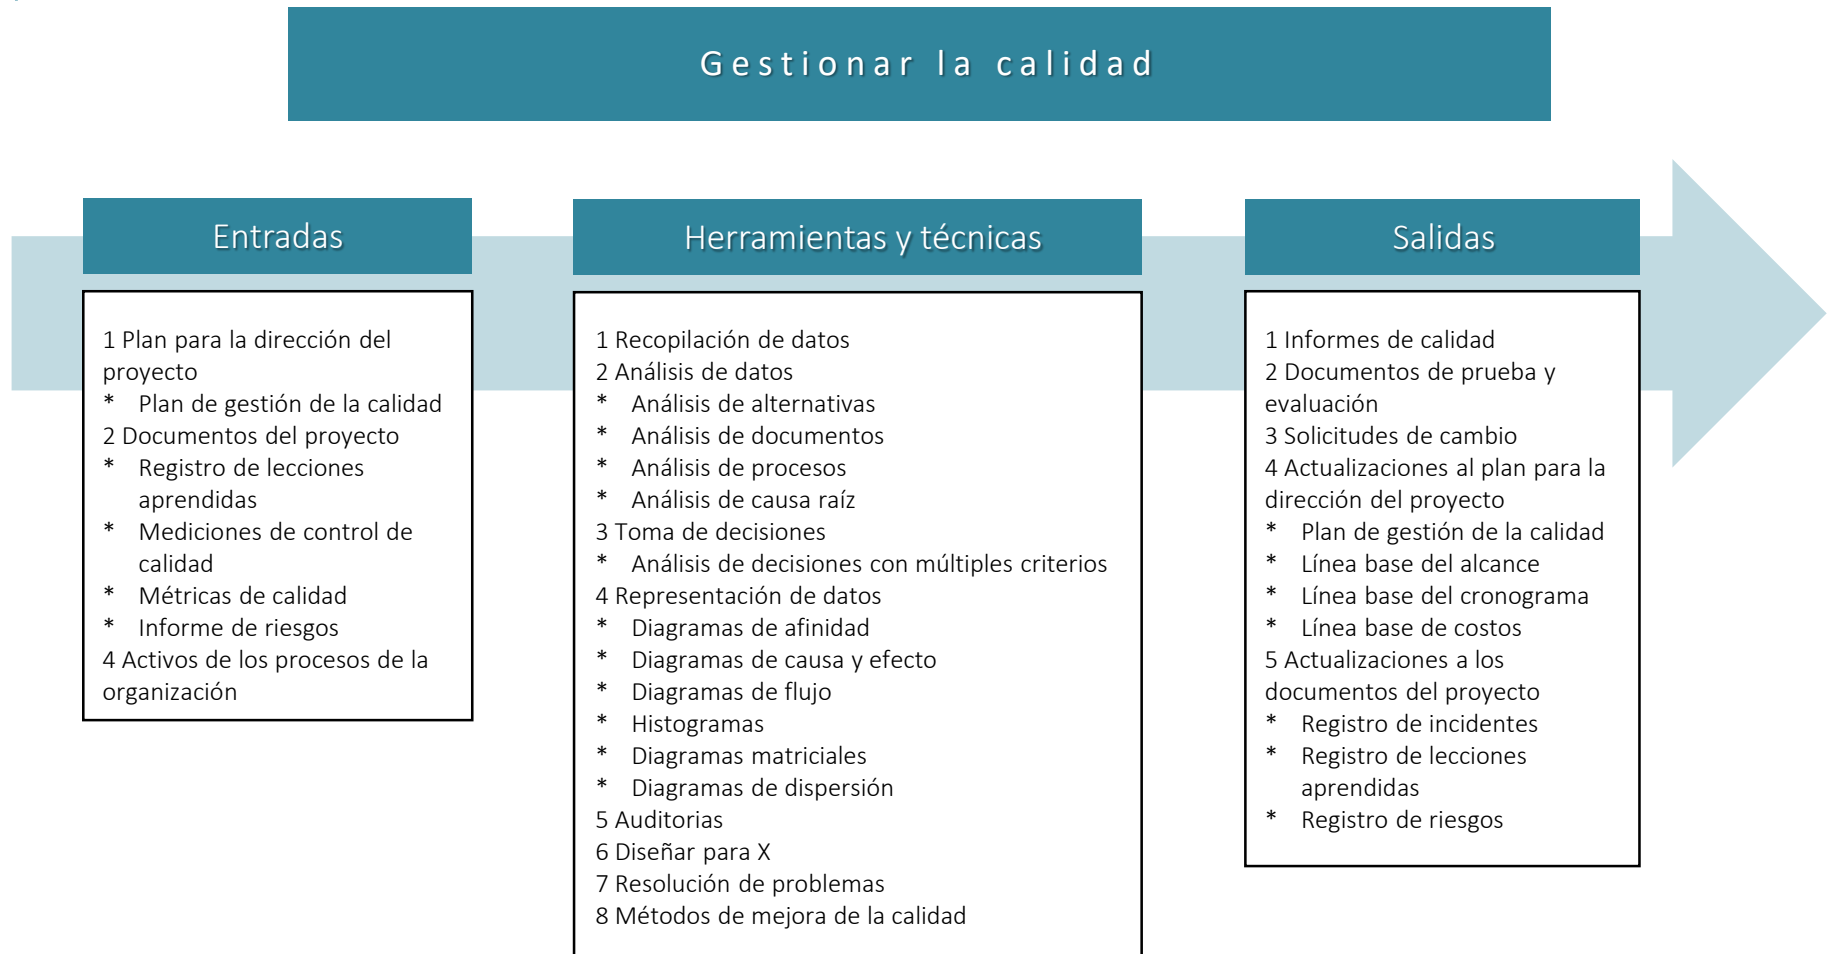 Gestionar la calidad
Entradas
1 Plan para la dirección del
proyecto
* Plan de gestión de la calidad
2 Documentos del proyecto
* Registro de lecciones
aprendidas
* Mediciones de control de
calidad
* Métricas de calidad
* Informe de riesgos
4 Activos de los procesos de la
organización
Herramientas y técnicas
1 Recopilación de datos
2 Análisis de datos
* Análisis de alternativas
* Análisis de documentos
* Análisis de procesos
* Análisis de causa raíz
3 Toma de decisiones
* Análisis de decisiones con múltiples criterios
4 Representación de datos
* Diagramas de afinidad
* Diagramas de causa y efecto
* Diagramas de flujo
* Histogramas
* Diagramas matriciales
* Diagramas de dispersión
5 Auditorias
6 Diseñar para X
7 Resolución de problemas
8 Métodos de mejora de la calidad
Salidas
1 Informes de calidad
2 Documentos de prueba y
evaluación
3 Solicitudes de cambio
4 Actualizaciones al plan para la
dirección del proyecto
* Plan de gestión de la calidad
* Línea base del alcance
* Línea base del cronograma
* Línea base de costos
5 Actualizaciones a los
documentos del proyecto
* Registro de incidentes
* Registro de lecciones
aprendidas
* Registro de riesgos